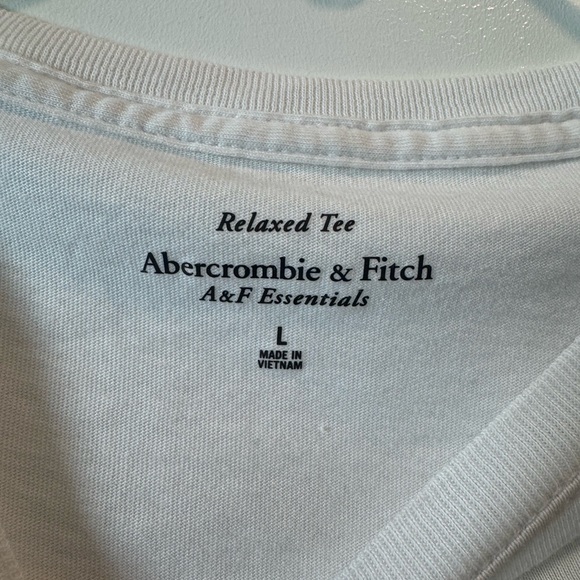 Relaxed Tee
Abercrombie & Fitch
A&F Essentials
L
MADE IN
VIETNAM